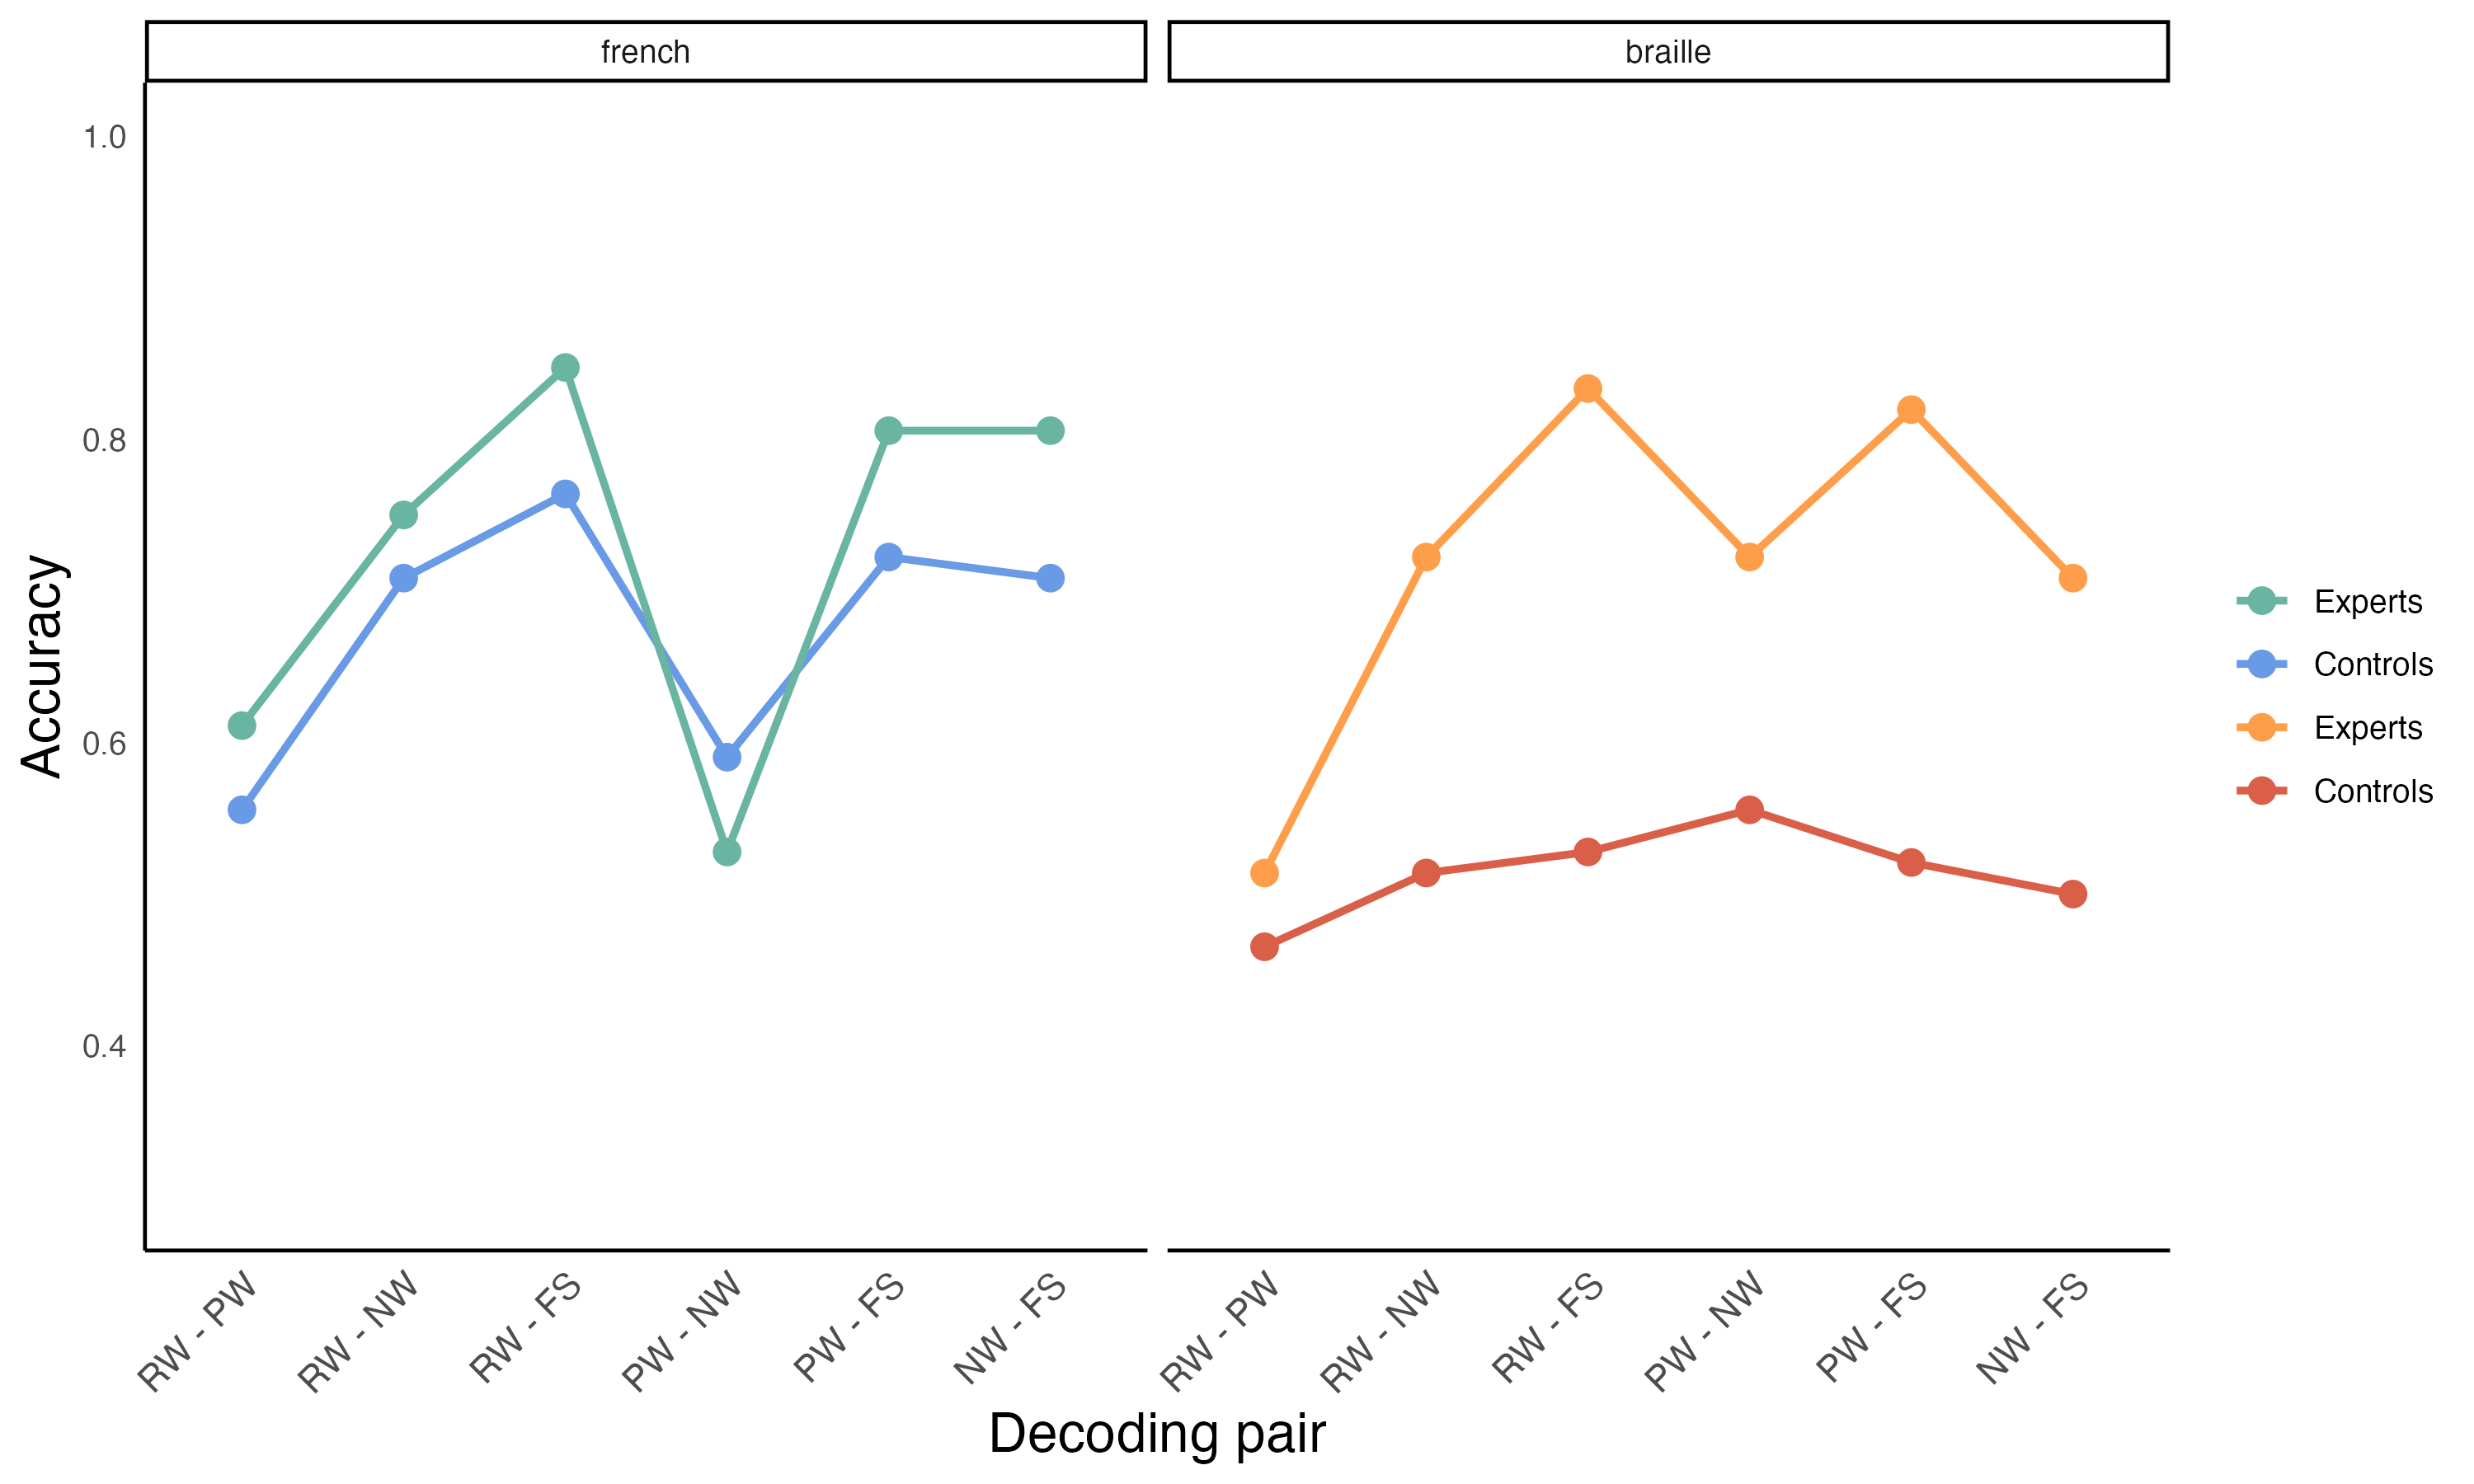 french
braille
Accuracy
1.0
0.8
0.6
0.4
RW - PW
RW - NW
RW - FS
PW - NW
PW - FS
NW - FS
RW - PW
RW - NW
RW - FS
PW - NW
PW - FS
NW - FS
Decoding pair
Experts
Controls
Experts
Controls